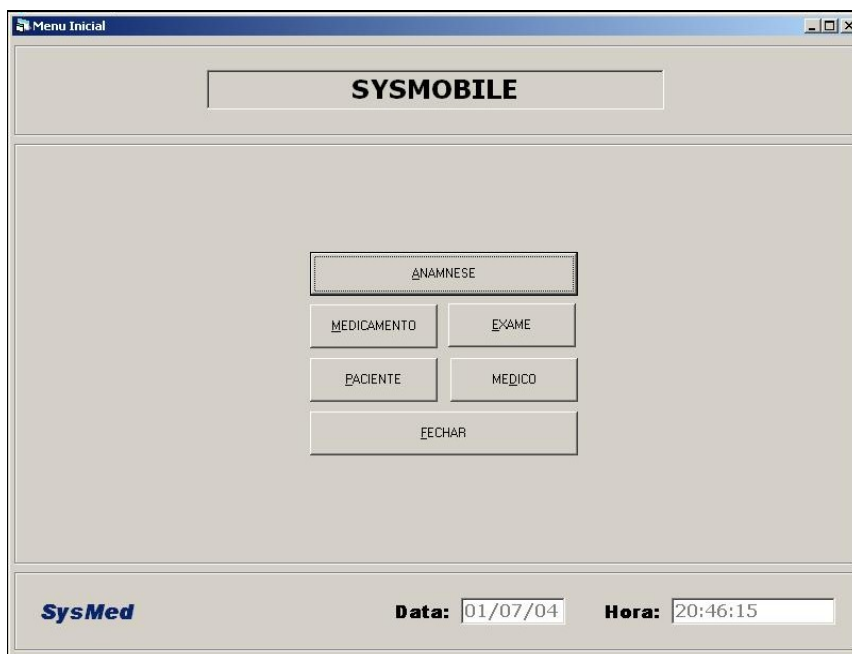 Menu Inicial
SYSMOBILE
ANAMNESE
MEDICAMENTO EXAME
PACIENTE MEDICO
FECHAR
SysMed Data: 01/07/04 Hora: 20:46:15